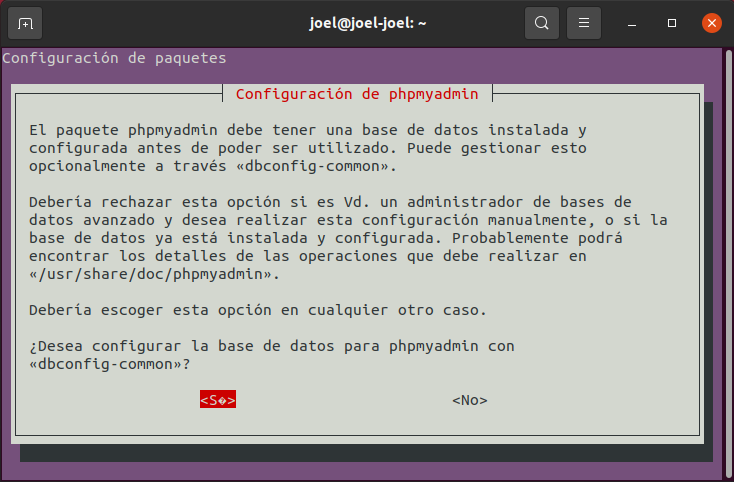 joel@joel-joel: ~
Configuración de paquetes
Configuración de phpmyadmin
El paquete phpmyadmin debe tener una base de datos instalada y
configurada antes de poder ser utilizado. Puede gestionar esto
opcionalmente a través «dbconfig-common».
Debería rechazar esta opción si es Vd. un administrador de bases de
datos avanzado y desea realizar esta configuración manualmente, o si la
base de datos ya está instalada y configurada. Probablemente podrá
encontrar los detalles de las operaciones que debe realizar en
«/usr/share/doc/phpmyadmin».
Debería escoger esta opción en cualquier otro caso.
¿Desea configurar la base de datos para phpmyadmin con
«dbconfig-common»?
<S�> <No>